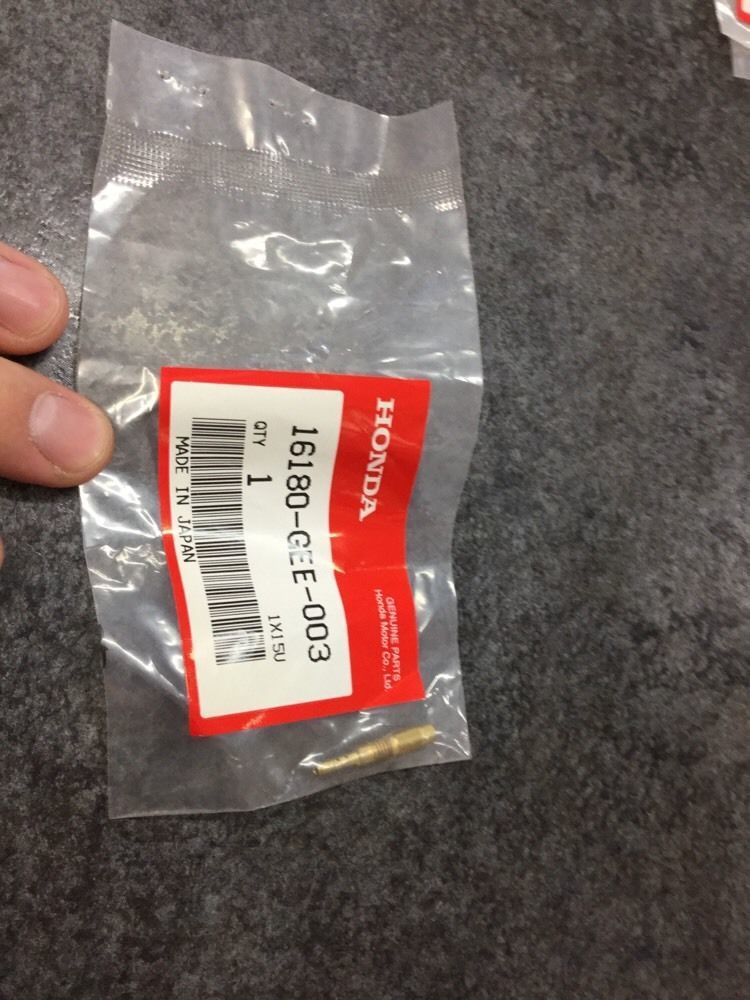 HONDA
GENUINE PARTS
Honda Motor Co., Ltd.
16180-GEE-003
QTY 1
1X15U
MADE IN JAPAN